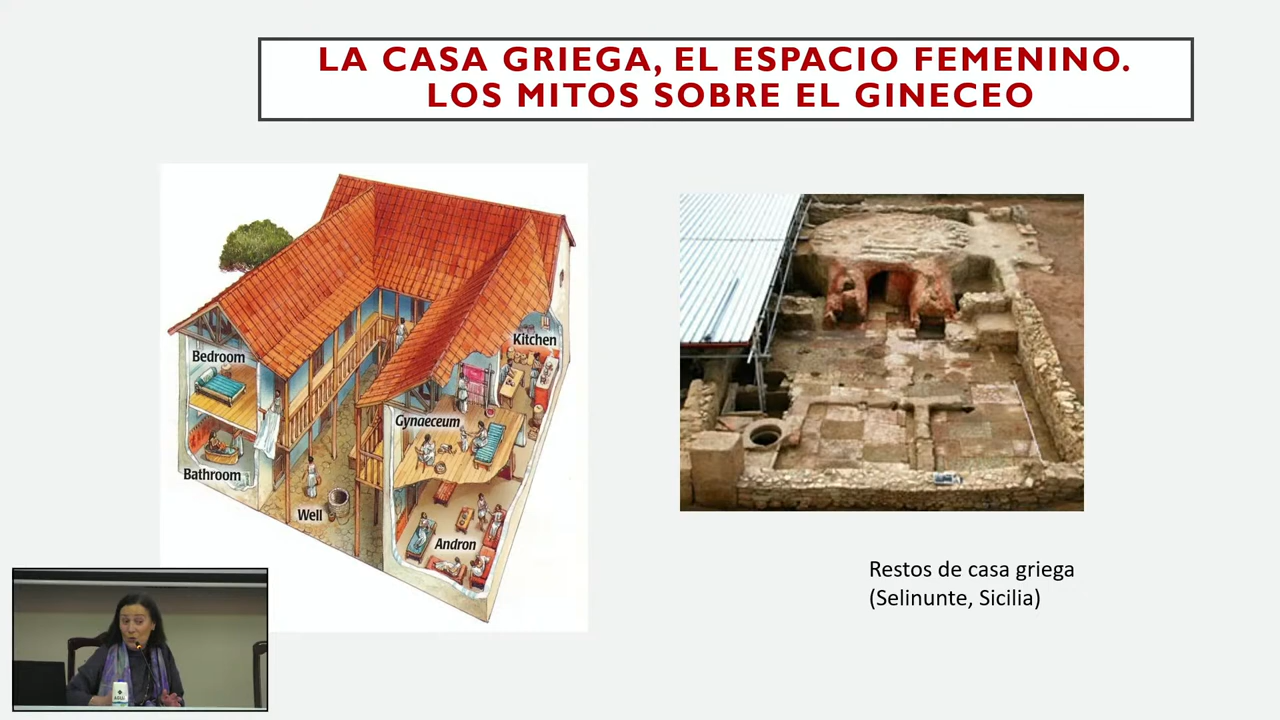 LA CASA GRIEGA, EL ESPACIO FEMENINO.
LOS MITOS SOBRE EL GINECEO
Bedroom
Kitchen
Gynaeceum
Bathroom
Well
Andron
Restos de casa griega
(Selinunte, Sicilia)